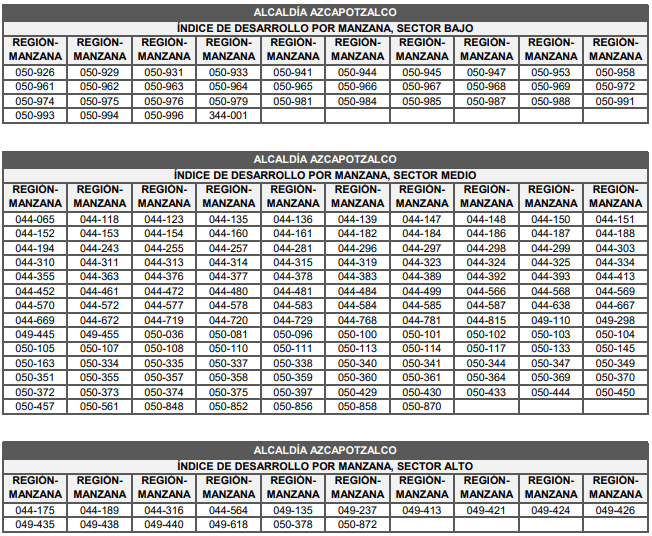 ALCALDÍA AZCAPOTZALCO
ÍNDICE DE DESARROLLO POR MANZANA, SECTOR BAJO
REGIÓN- REGIÓN- REGIÓN- REGIÓN- REGIÓN- REGIÓN- REGIÓN- REGIÓN- REGIÓN- REGIÓN-
MANZANA MANZANA MANZANA MANZANA MANZANA MANZANA MANZANA MANZANA MANZANA MANZANA
050-926 050-929 050-931 050-933 050-941 050-944 050-945 050-947 050-953 050-958
050-961 050-962 050-963 050-964 050-965 050-966 050-967 050-968 050-969 050-972
050-974 050-975 050-976 050-979 050-981 050-984 050-985 050-987 050-988 050-991
050-993 050-994 050-996 344-001
ALCALDÍA AZCAPOTZALCO
ÍNDICE DE DESARROLLO POR MANZANA, SECTOR MEDIO
REGIÓN- REGIÓN- REGIÓN- REGIÓN- REGIÓN- REGIÓN- REGIÓN- REGIÓN- REGIÓN- REGIÓN-
MANZANA MANZANA MANZANA MANZANA MANZANA MANZANA MANZANA MANZANA MANZANA MANZANA
044-065 044-118 044-123 044-135 044-136 044-139 044-147 044-148 044-150 044-151
044-152 044-153 044-154 044-160 044-161 044-182 044-184 044-186 044-187 044-188
044-194 044-243 044-255 044-257 044-281 044-296 044-297 044-298 044-299 044-303
044-310 044-311 044-313 044-314 044-315 044-319 044-323 044-324 044-325 044-334
044-355 044-363 044-376 044-377 044-378 044-383 044-389 044-392 044-393 044-413
044-452 044-461 044-472 044-480 044-481 044-484 044-499 044-566 044-568 044-569
044-570 044-572 044-577 044-578 044-583 044-584 044-585 044-587 044-638 044-667
044-669 044-672 044-719 044-720 044-729 044-768 044-781 044-815 049-110 049-298
049-445 049-455 050-036 050-081 050-096 050-100 050-101 050-102 050-103 050-104
050-105 050-107 050-108 050-110 050-111 050-113 050-114 050-117 050-133 050-145
050-163 050-334 050-335 050-337 050-338 050-340 050-341 050-344 050-347 050-349
050-351 050-355 050-357 050-358 050-359 050-360 050-361 050-364 050-369 050-370
050-372 050-373 050-374 050-375 050-397 050-429 050-430 050-433 050-444 050-450
050-457 050-561 050-848 050-852 050-856 050-858 050-870
ALCALDÍA AZCAPOTZALCO
ÍNDICE DE DESARROLLO POR MANZANA, SECTOR ALTO
REGIÓN- REGIÓN- REGIÓN- REGIÓN- REGIÓN- REGIÓN- REGIÓN- REGIÓN- REGIÓN- REGIÓN-
MANZANA MANZANA MANZANA MANZANA MANZANA MANZANA MANZANA MANZANA MANZANA MANZANA
044-175 044-189 044-316 044-564 049-135 049-237 049-413 049-421 049-424 049-426
049-435 049-438 049-440 049-618 050-378 050-872